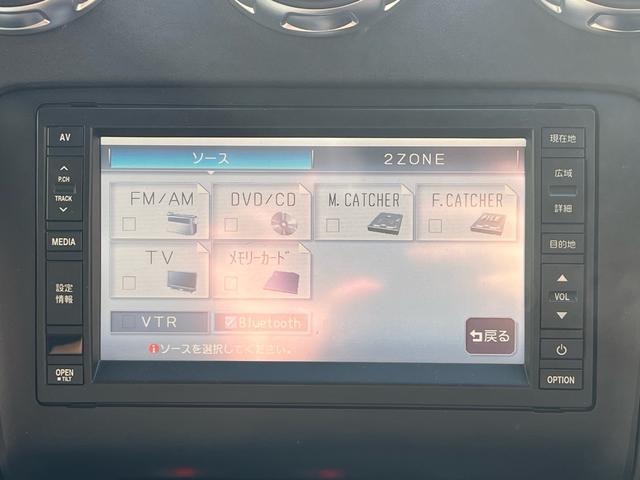 AV
P.CH
TRACK
MEDIA
設定
情報
OPEN
TILT
ソース
2ZONE
FM/AM
DVD/CD
M.CATCHER
F.CATCHER
TV
メモリーカード
VTR
Bluetooth
ソースを選択してください。
戻る
現在地
広域
詳細
目的地
VOL
OPTION